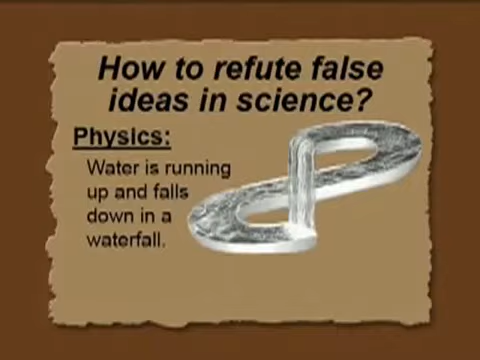 How to refute false
ideas in science?
Physics:
Water is running
up and falls
down in a
waterfall.